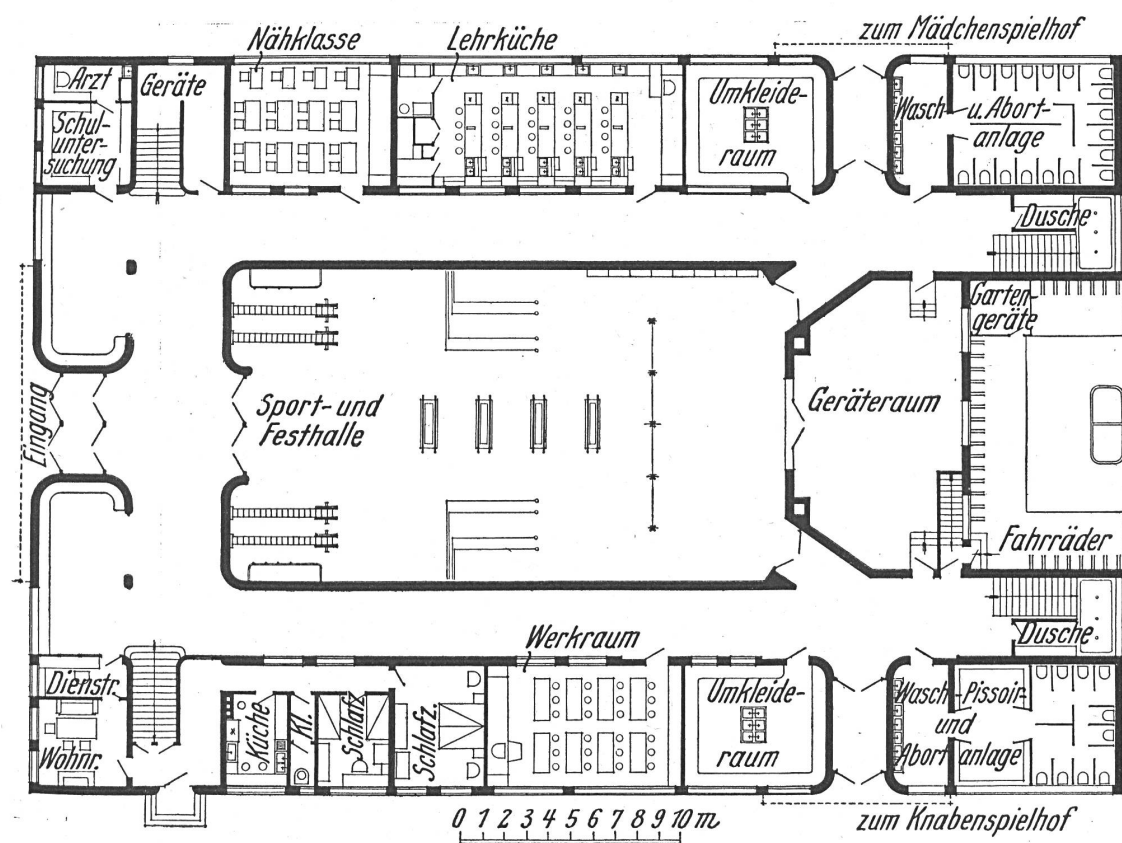 Nähklasse
Lehrküche
zum Mädchenspielhof
Arzt
Geräte
Schul-
unter-
suchung
Umkleide-
raum
Wasch-
u. Abort-
anlage
Dusche
Garten-
geräte
Eingang
Sport- und
Festhalle
Geräteraum
Fahrräder
Dusche
Werkraum
Dienstr.
Wohnr.
Küche
Kl.
Schlafz.
Schlafz.
Umkleide-
raum
Wasch-
und
Abort
-Pissoir-
anlage
0 1 2 3 4 5 6 7 8 9 10 m
zum Knabenspielhof